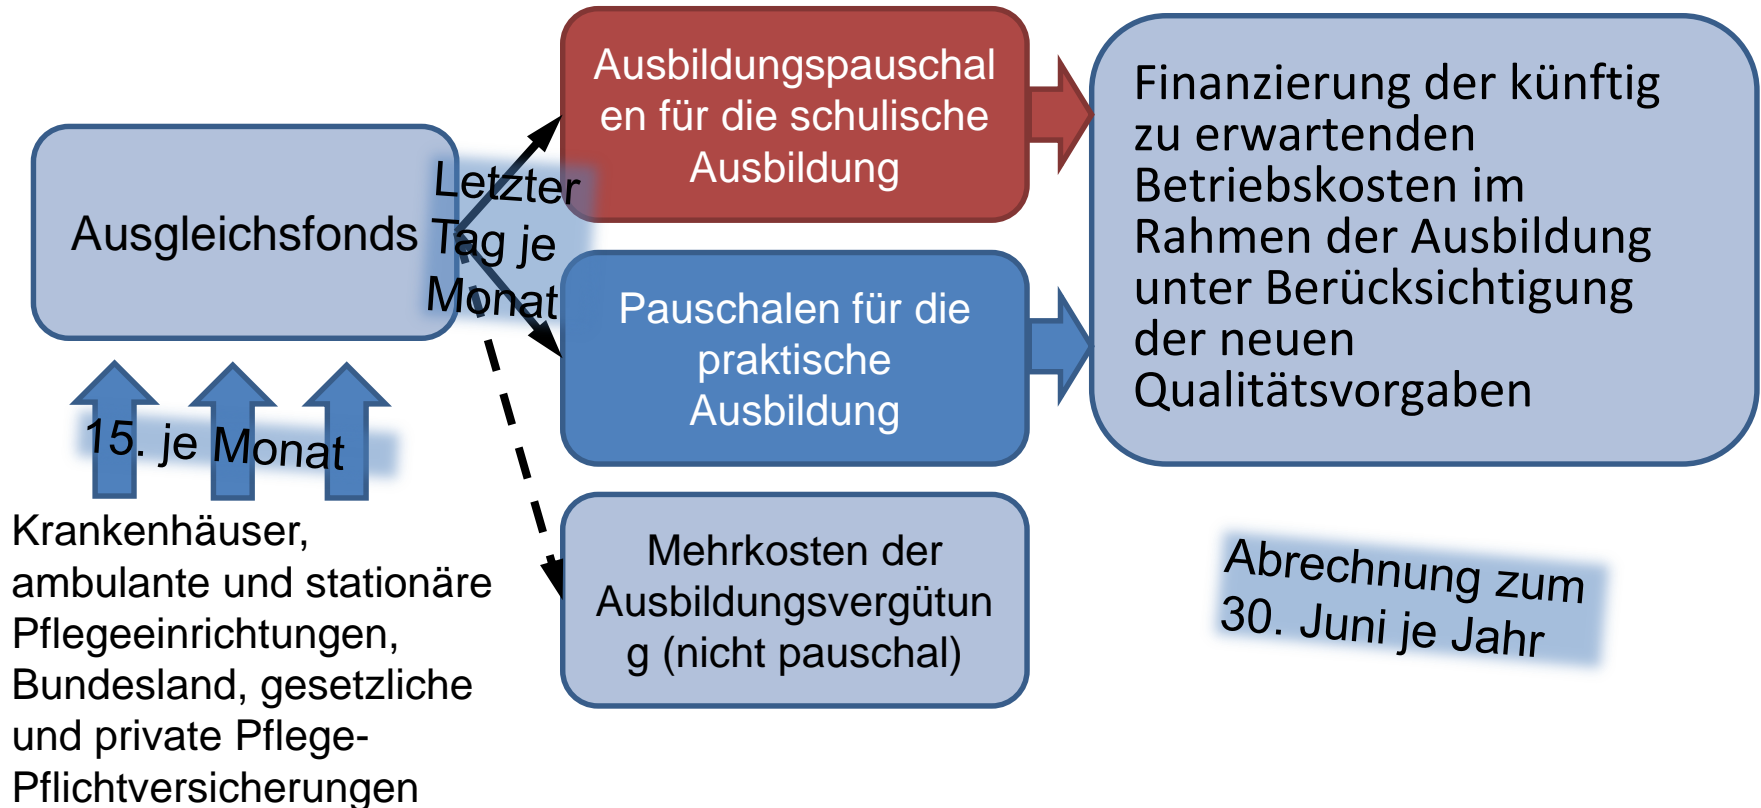 Ausgleichsfonds
Letzter
Tag je
Monat
15. je Monat
Krankenhäuser,
ambulante und stationäre
Pflegeeinrichtungen,
Bundesland, gesetzliche
und private Pflege-
Pflichtversicherungen
Ausbildungspauschal
en für die schulische
Ausbildung
Pauschalen für die
praktische
Ausbildung
Mehrkosten der
Ausbildungsvergütun
g (nicht pauschal)
Finanzierung der künftig
zu erwartenden
Betriebskosten im
Rahmen der Ausbildung
unter Berücksichtigung
der neuen
Qualitätsvorgaben
Abrechnung zum
30. Juni je Jahr